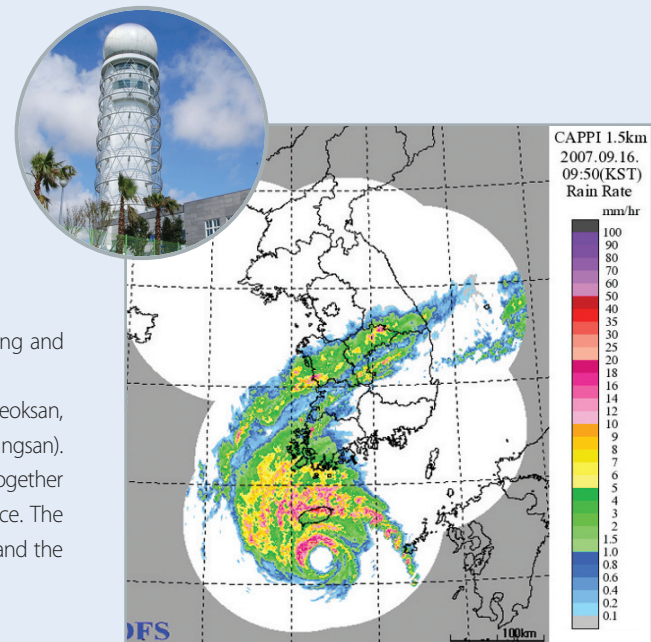 CAPPI 1.5km
2007.09.16.
09:50(KST)
Rain Rate
mm/hr
100
90
80
70
60
50
40
35
30
25
20
18
16
14
12
10
9
8
7
6
5
4
3
2
1.5
1.0
0.8
0.6
0.4
0.2
0.1
100km
DFS
ng and
eoksan,
ngsan).
ogether
ce. The
and the